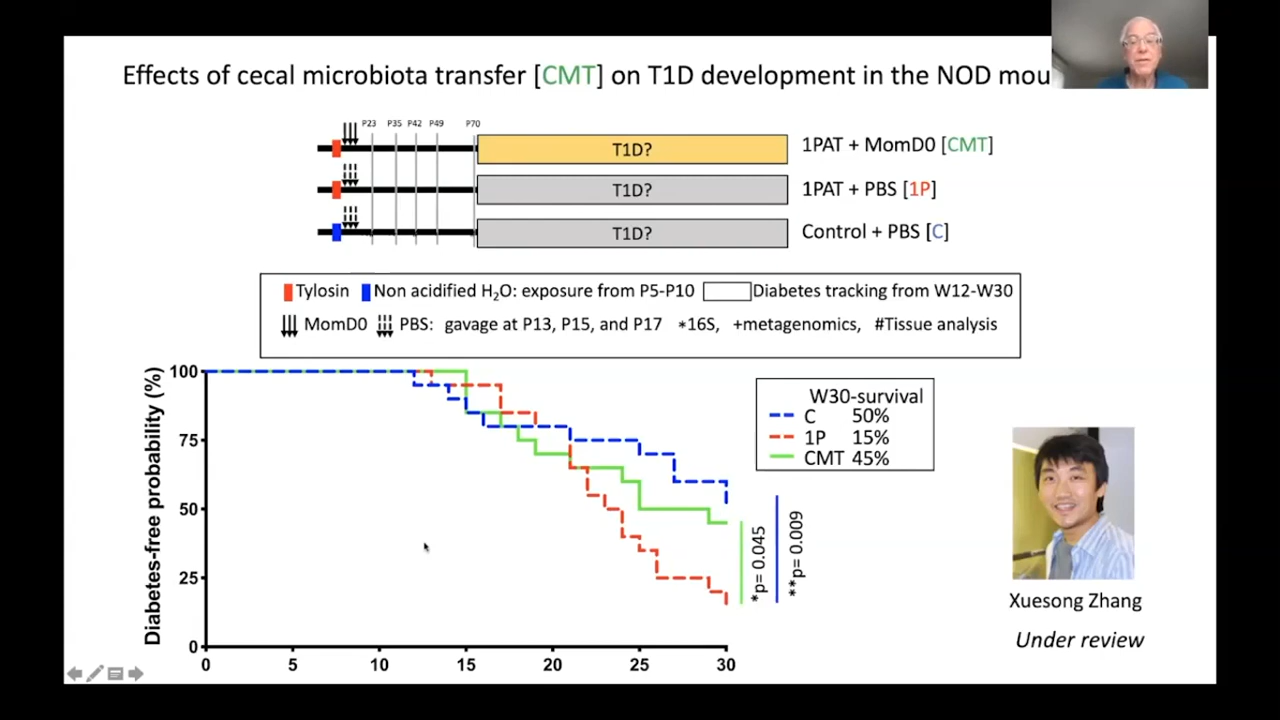 Effects of cecal microbiota transfer [CMT] on T1D development in the NOD mou
P23 P35 P42 P49 P70
T1D? 1PAT + MomD0 [CMT]
T1D? 1PAT + PBS [1P]
T1D? Control + PBS [C]
Tylosin Non acidified H₂O: exposure from P5-P10 Diabetes tracking from W12-W30
MomD0 PBS: gavage at P13, P15, and P17 *16S, +metagenomics, #Tissue analysis
Diabetes-free probability (%)
100
75
50
25
0
0 5 10 15 20 25 30
W30-survival
C 50%
1P 15%
CMT 45%
*p= 0.045
**p= 0.009
Xuesong Zhang
Under review